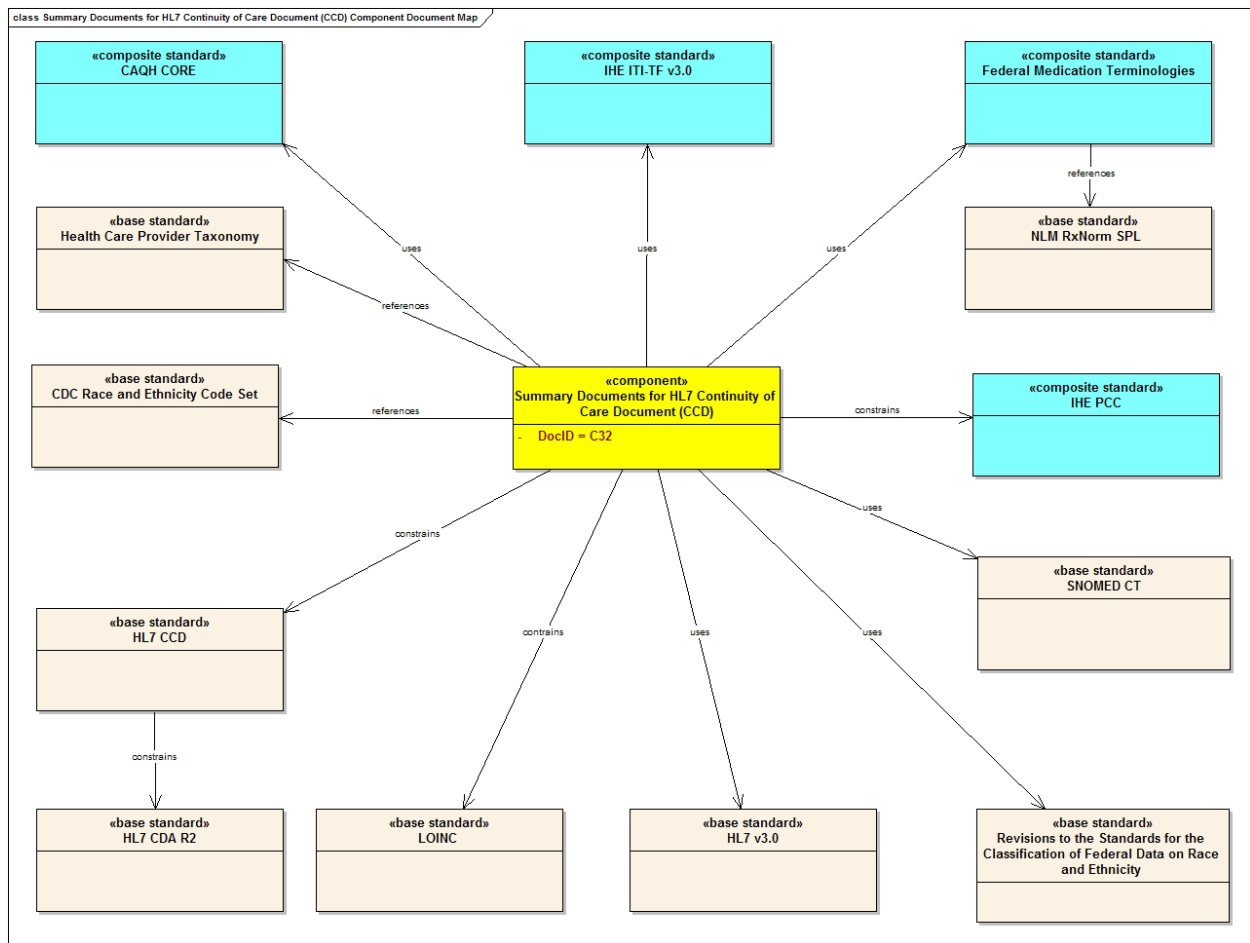 class Summary Documents for HL7 Continuity of Care Document (CCD) Component Document Map
«composite standard»
CAQH CORE
«composite standard»
IHE ITI-TF v3.0
«composite standard»
Federal Medication Terminologies
references
«base standard»
Health Care Provider Taxonomy
«base standard»
NLM RxNorm SPL
uses
uses
uses
references
«base standard»
CDC Race and Ethnicity Code Set
references
«component»
Summary Documents for HL7 Continuity of
Care Document (CCD)
- DocID = C32
constrains
«composite standard»
IHE PCC
uses
constrains
«base standard»
SNOMED CT
«base standard»
HL7 CCD
contrains
uses
uses
constrains
«base standard»
HL7 CDA R2
«base standard»
LOINC
«base standard»
HL7 v3.0
«base standard»
Revisions to the Standards for the
Classification of Federal Data on Race
and Ethnicity